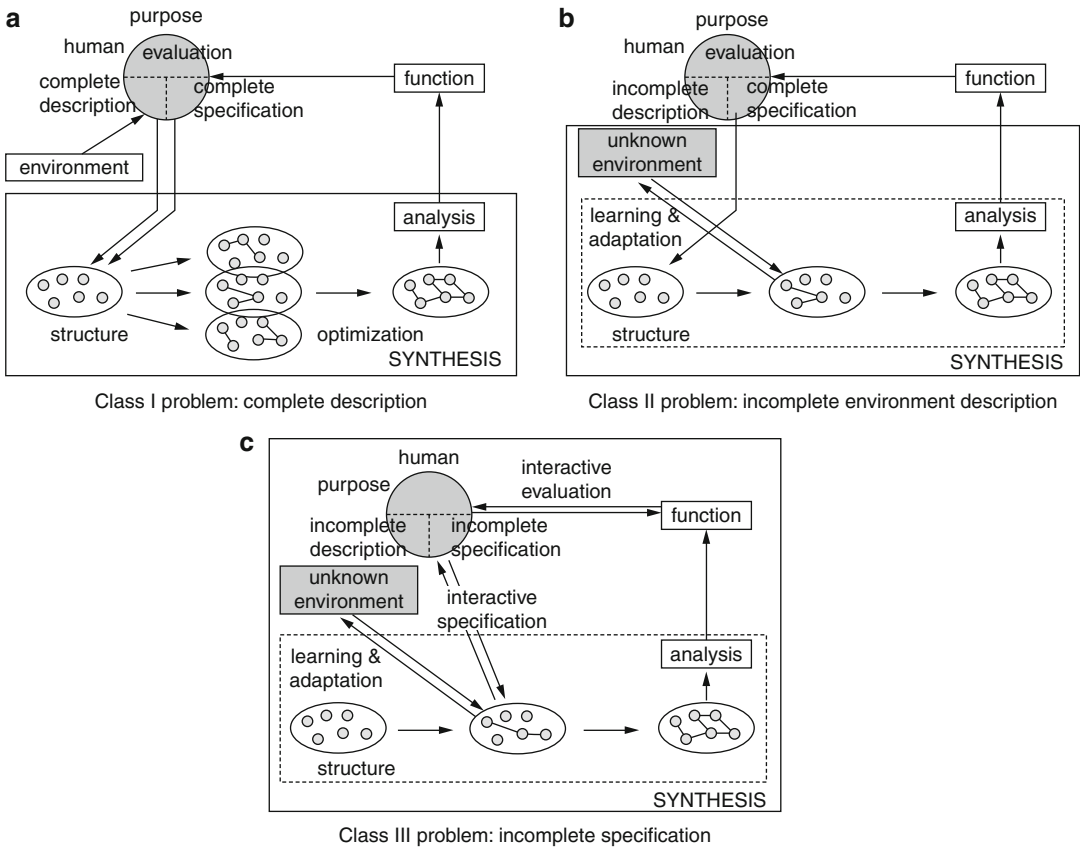 a
purpose
human
evaluation
complete
description
complete
specification
function
environment
analysis
structure
optimization
SYNTHESIS
Class I problem: complete description
b
purpose
human
evaluation
incomplete
description
complete
specification
function
unknown
environment
learning &
adaptation
analysis
structure
SYNTHESIS
Class II problem: incomplete environment description
c
human
purpose
interactive
evaluation
incomplete
description
incomplete
specification
function
unknown
environment
interactive
specification
learning &
adaptation
analysis
structure
SYNTHESIS
Class III problem: incomplete specification